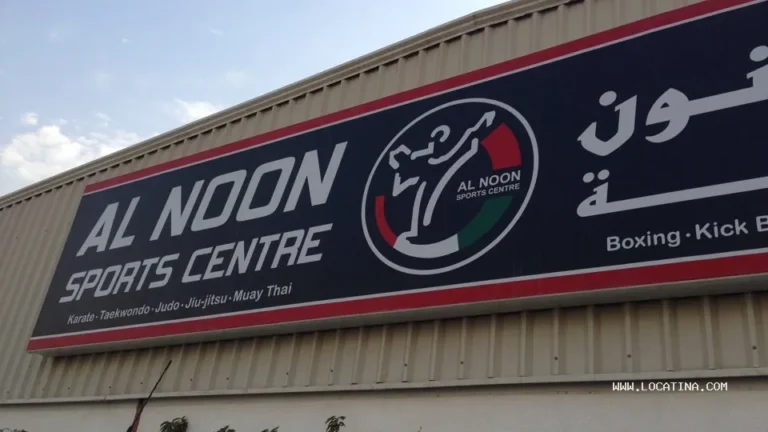 AL NOON
SPORTS CENTRE
Karate · Taekwondo · Judo · Jiu-jitsu · Muay Thai
AL NOON
SPORTS CENTRE
Boxing · Kick
WWW.LOCATINA.COM